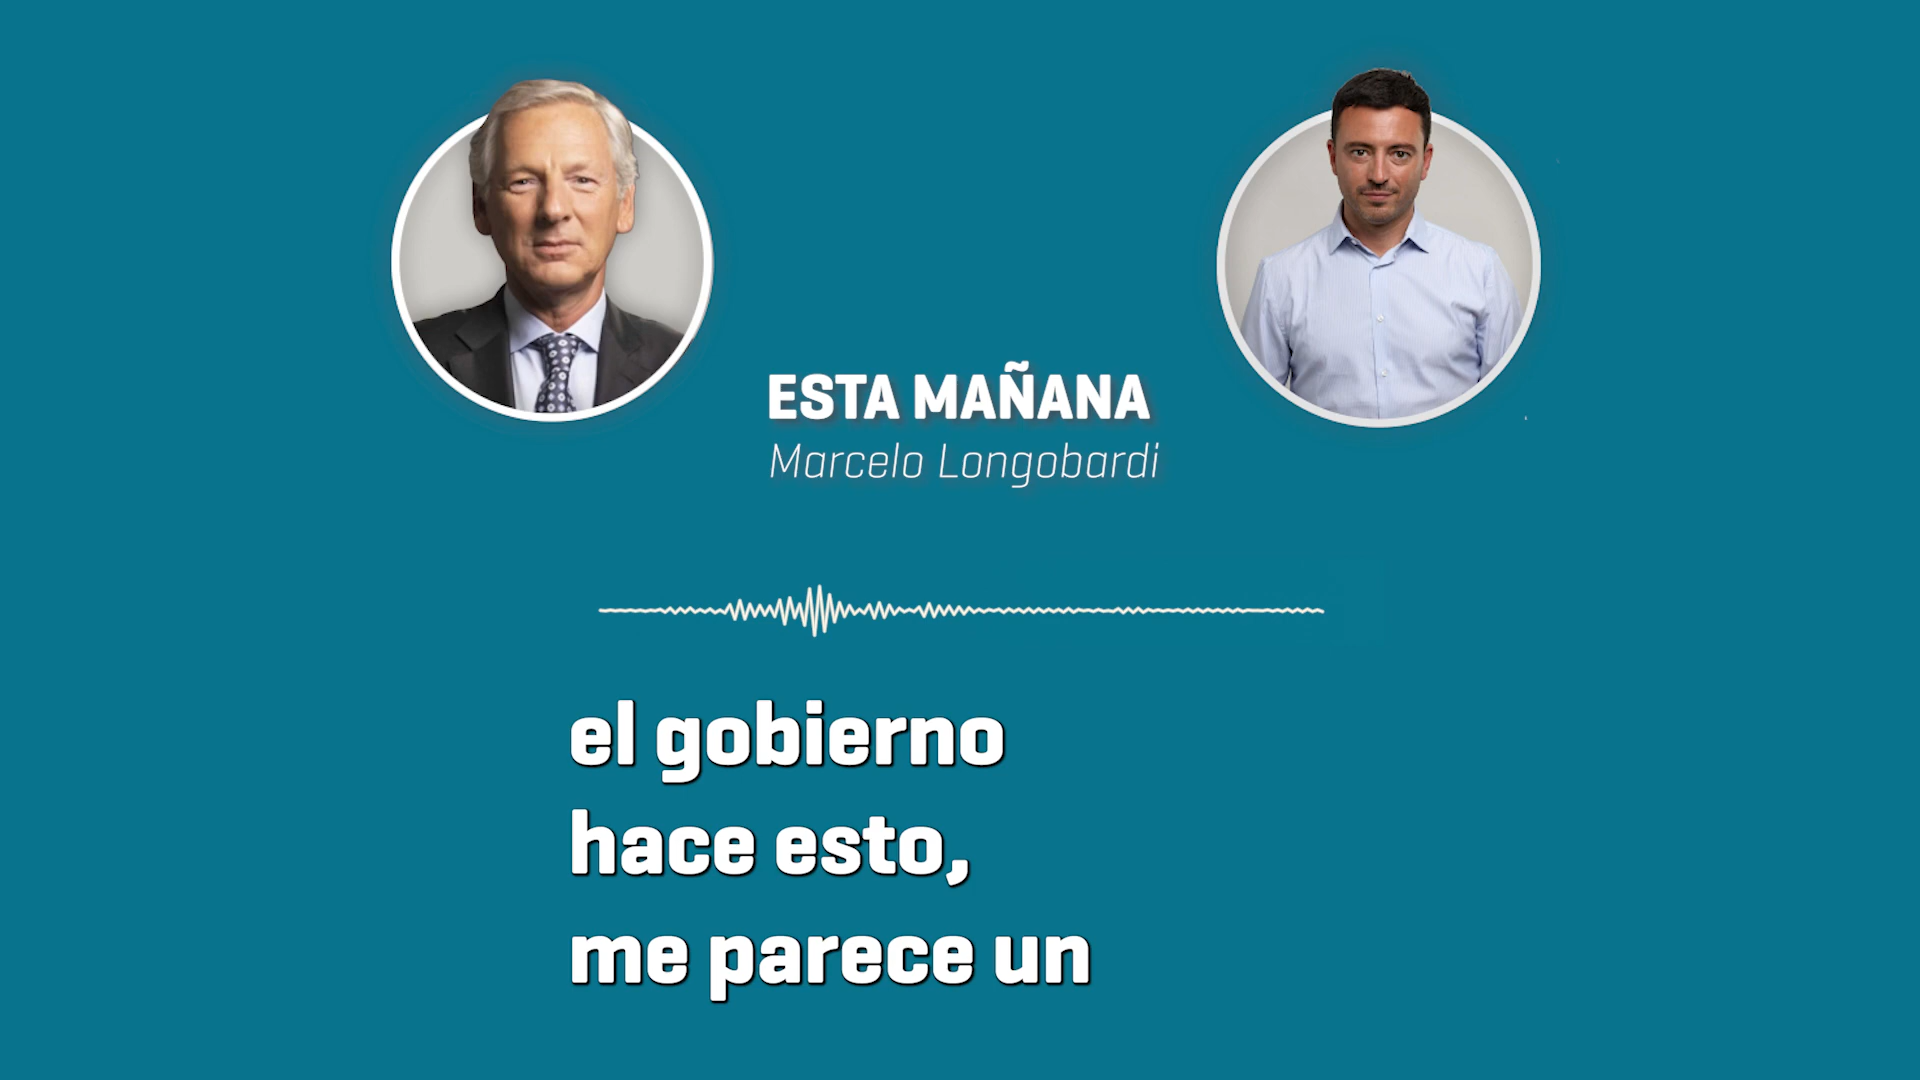 ESTA MAÑANA
Marcelo Longobardi
el gobierno
hace esto,
me parece un